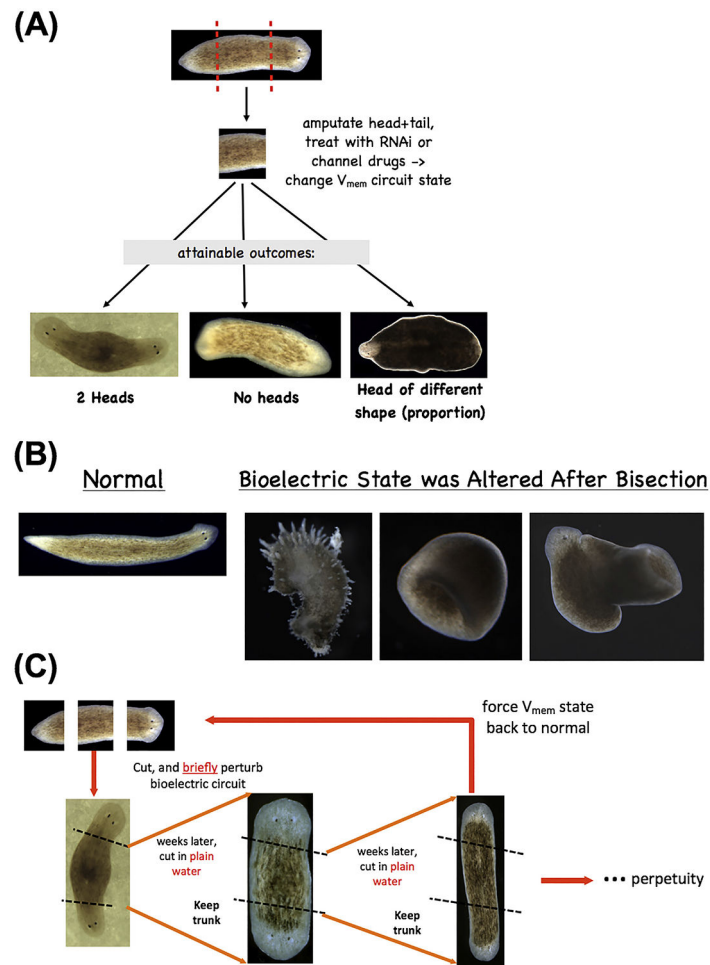 (A)
amputate head+tail,
treat with RNAi or
channel drugs ->
change Vmem circuit state
attainable outcomes:
2 Heads
No heads
Head of different
shape (proportion)
(B)
Normal
Bioelectric State was Altered After Bisection
(C)
force Vmem state
back to normal
Cut, and briefly perturb
bioelectric circuit
weeks later,
cut in plain
water
Keep
trunk
weeks later,
cut in plain
water
Keep
trunk
••• perpetuity